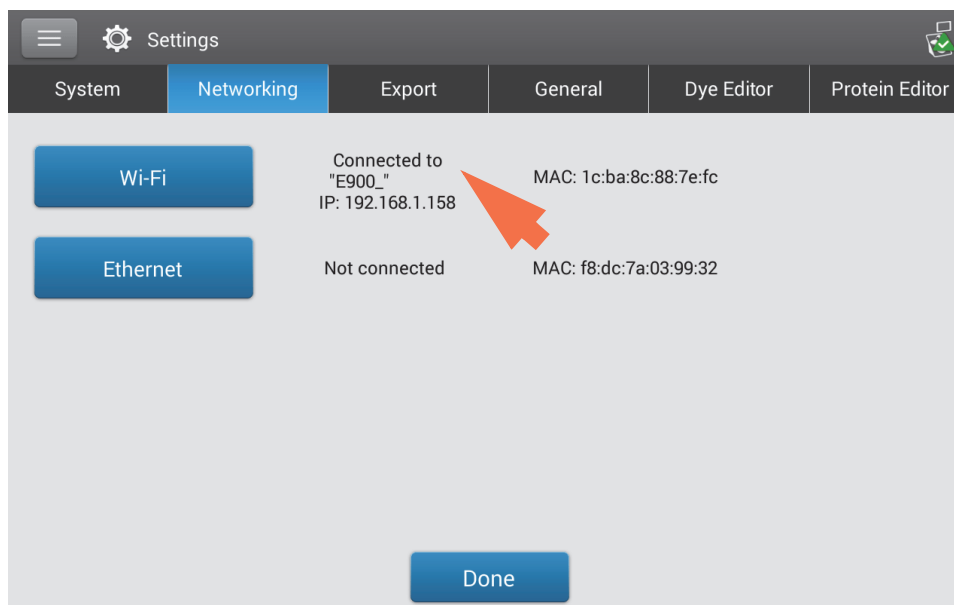 Settings
System Networking Export General Dye Editor Protein Editor
Wi-Fi
Connected to
"E900_"
IP: 192.168.1.158
MAC: 1c:ba:8c:88:7e:fc
Ethernet
Not connected
MAC: f8:dc:7a:03:99:32
Done